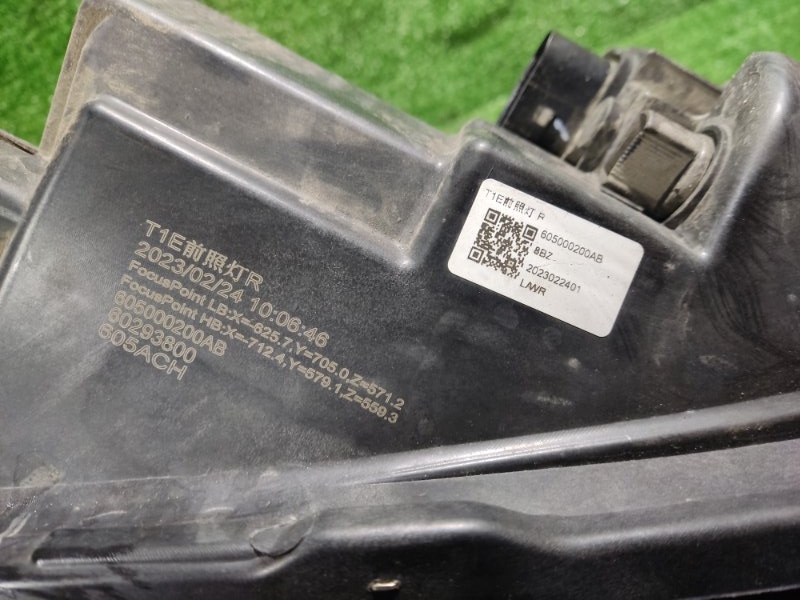 T1E前照灯R
2023/02/24 10:06:46
FocusPoint LB:X=-625.7,Y=705.0,Z=571.2
FocusPoint HB:X=-712.4,Y=579.1,Z=559.3
605000200AB
60293800
605ACH
T1E前照灯 R
605000200AB
8BZ
2023022401
LAWR